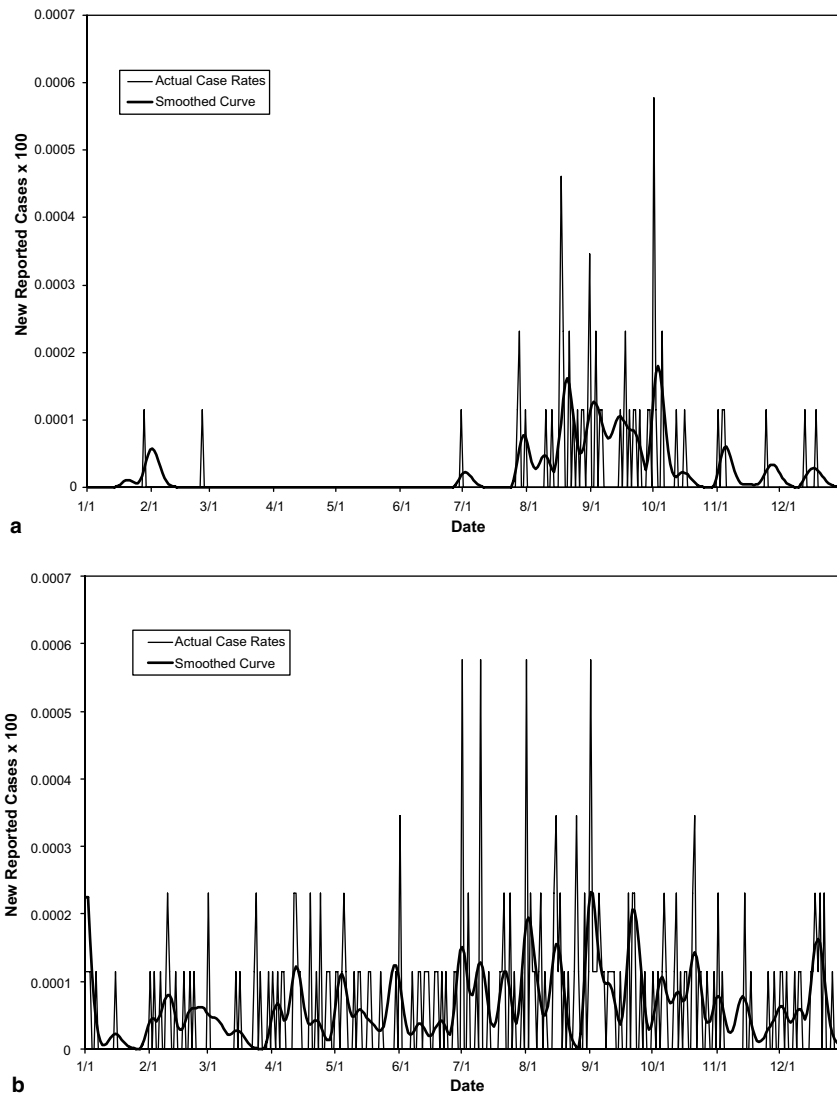 0.0007
0.0006
0.0005
0.0004
0.0003
0.0002
0.0001
0
New Reported Cases x 100
Actual Case Rates
Smoothed Curve
1/1 2/1 3/1 4/1 5/1 6/1 7/1 8/1 9/1 10/1 11/1 12/1
Date
a
0.0007
0.0006
0.0005
0.0004
0.0003
0.0002
0.0001
0
New Reported Cases x 100
Actual Case Rates
Smoothed Curve
1/1 2/1 3/1 4/1 5/1 6/1 7/1 8/1 9/1 10/1 11/1 12/1
Date
b